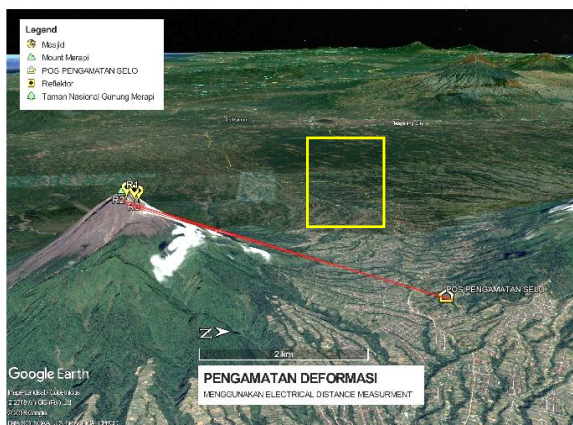 Legend
Masjid
Mount Merapi
POS PENGAMATAN SELO
Reflektor
Taman Nasional Gunung Merapi
R4
R2
POS PENGAMATAN SELO
Z
2 km
Google Earth
PENGAMATAN DEFORMASI
MENGGUNAKAN ELECTRICAL DISTANCE MEASURMENT